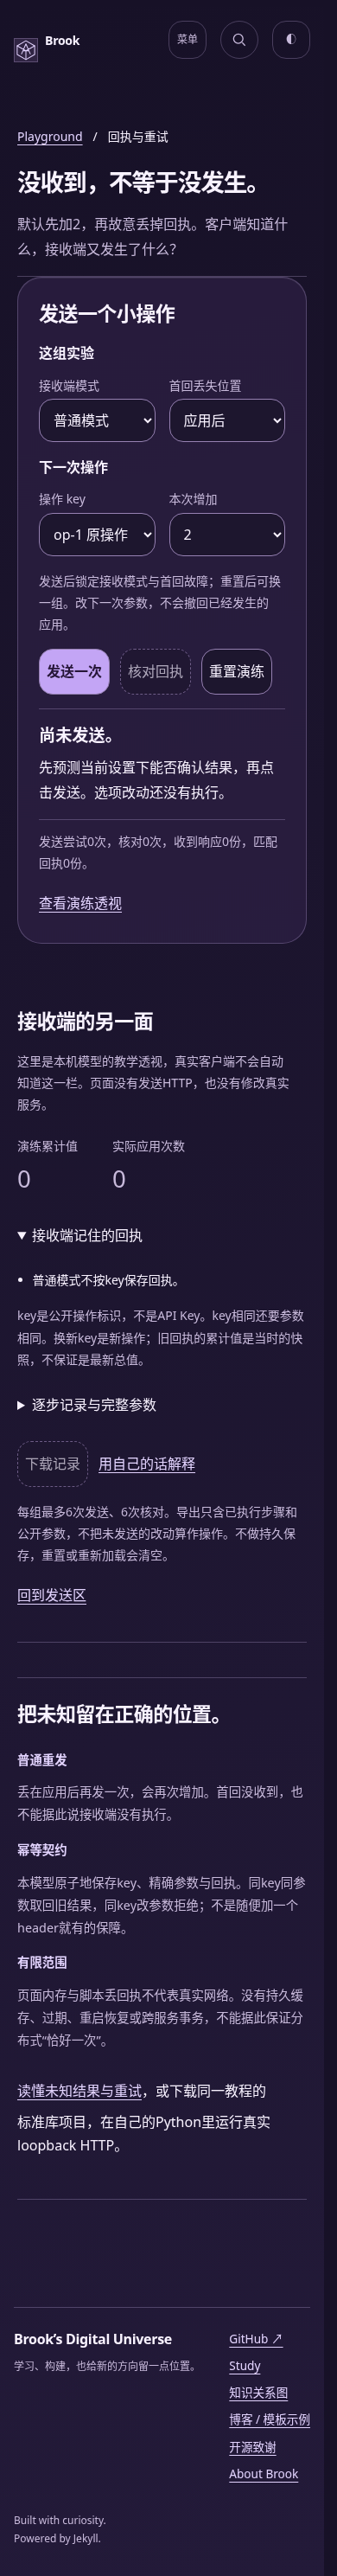 Brook
菜单
Playground / 回执与重试
没收到，不等于没发生。
默认先加2，再故意丢掉回执。客户端知道什
么，接收端又发生了什么？
发送一个小操作
这组实验
接收端模式 首回丢失位置
普通模式 应用后
下一次操作
操作 key 本次增加
op-1 原操作 2
发送后锁定接收模式与首回故障；重置后可换
一组。改下一次参数，不会撤回已经发生的
应用。
发送一次 核对回执 重置演练
尚未发送。
先预测当前设置下能否确认结果，再点
击发送。选项改动还没有执行。
发送尝试0次，核对0次，收到响应0份，匹配
回执0份。
查看演练透视
接收端的另一面
这里是本机模型的教学透视，真实客户端不会自动
知道这一栏。页面没有发送HTTP，也没有修改真实
服务。
演练累计值 实际应用次数
0 0
▼ 接收端记住的回执
• 普通模式不按key保存回执。
key是公开操作标识，不是API Key。key相同还要参数
相同。换新key是新操作；旧回执的累计值是当时的快
照，不保证是最新总值。
▶ 逐步记录与完整参数
下载记录 用自己的话解释
每组最多6次发送、6次核对。导出只含已执行步骤和
公开参数，不把未发送的改动算作操作。不做持久保
存，重置或重新加载会清空。
回到发送区
把未知留在正确的位置。
普通重发
丢在应用后再发一次，会再次增加。首回没收到，也
不能据此说接收端没有执行。
幂等契约
本模型原子地保存key、精确参数与回执。同key同参
数取回旧结果，同key改参数拒绝；不是随便加一个
header就有的保障。
有限范围
页面内存与脚本丢回执不代表真实网络。没有持久缓
存、过期、重启恢复或跨服务事务，不能据此保证分
布式“恰好一次”。
读懂未知结果与重试，或下载同一教程的
标准库项目，在自己的Python里运行真实
loopback HTTP。
Brook’s Digital Universe
学习、构建，也给新的方向留一点位置。
GitHub ↗
Study
知识关系图
博客 / 模板示例
开源致谢
About Brook
Built with curiosity.
Powered by Jekyll.